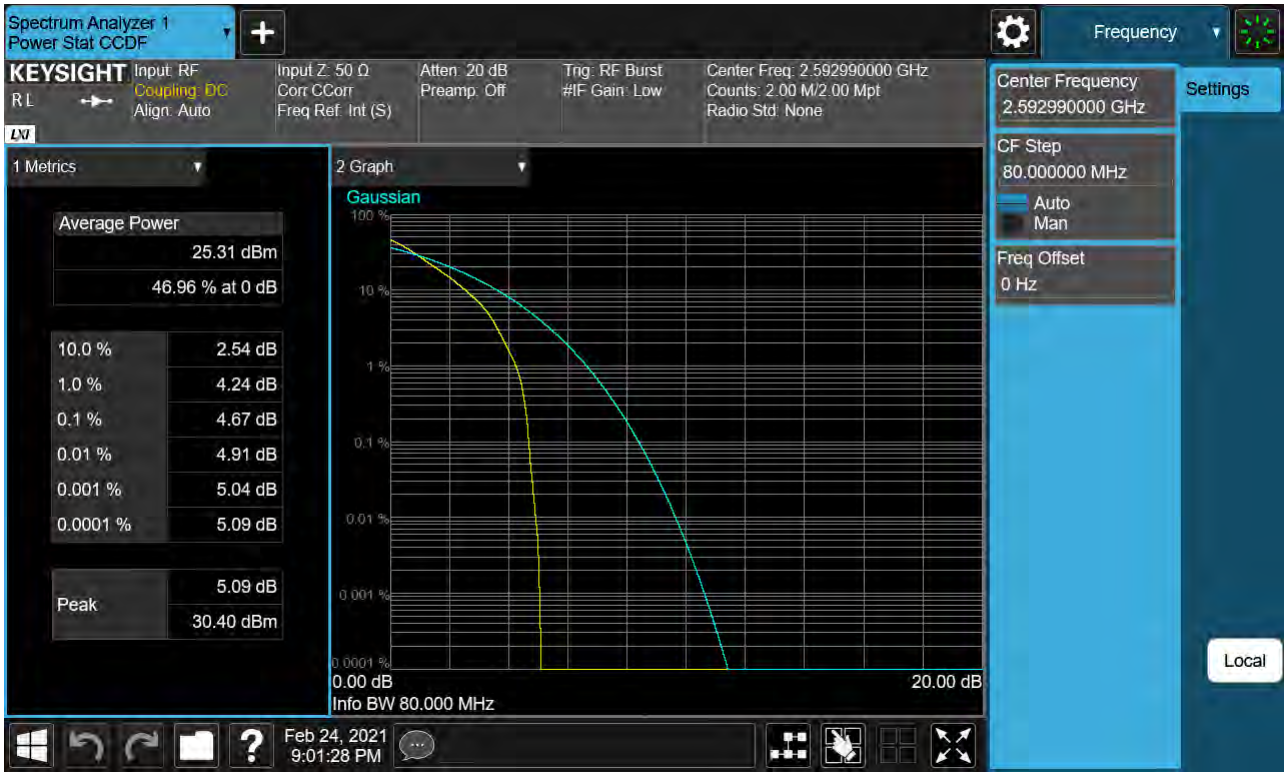 Spectrum Analyzer 1
Power Stat CCDF
+
Frequency
KEYSIGHT
R L
LXI
Input: RF
Coupling: DC
Align: Auto
Input Z: 50 Ω
Corr CCorr
Freq Ref: Int (S)
Atten: 20 dB
Preamp: Off
Trig: RF Burst
#IF Gain: Low
Center Freq: 2.592990000 GHz
Counts: 2.00 M/2.00 Mpt
Radio Std: None
1 Metrics
Average Power
25.31 dBm
46.96 % at 0 dB
10.0 % 2.54 dB
1.0 % 4.24 dB
0.1 % 4.67 dB
0.01 % 4.91 dB
0.001 % 5.04 dB
0.0001 % 5.09 dB
Peak
5.09 dB
30.40 dBm
2 Graph
Gaussian
100 %
10 %
1 %
0.1 %
0.01 %
0.001 %
0.0001 %
0.00 dB 20.00 dB
Info BW 80.000 MHz
Center Frequency
2.592990000 GHz
CF Step
80.000000 MHz
Auto
Man
Freq Offset
0 Hz
Settings
Local
?
Feb 24, 2021
9:01:28 PM